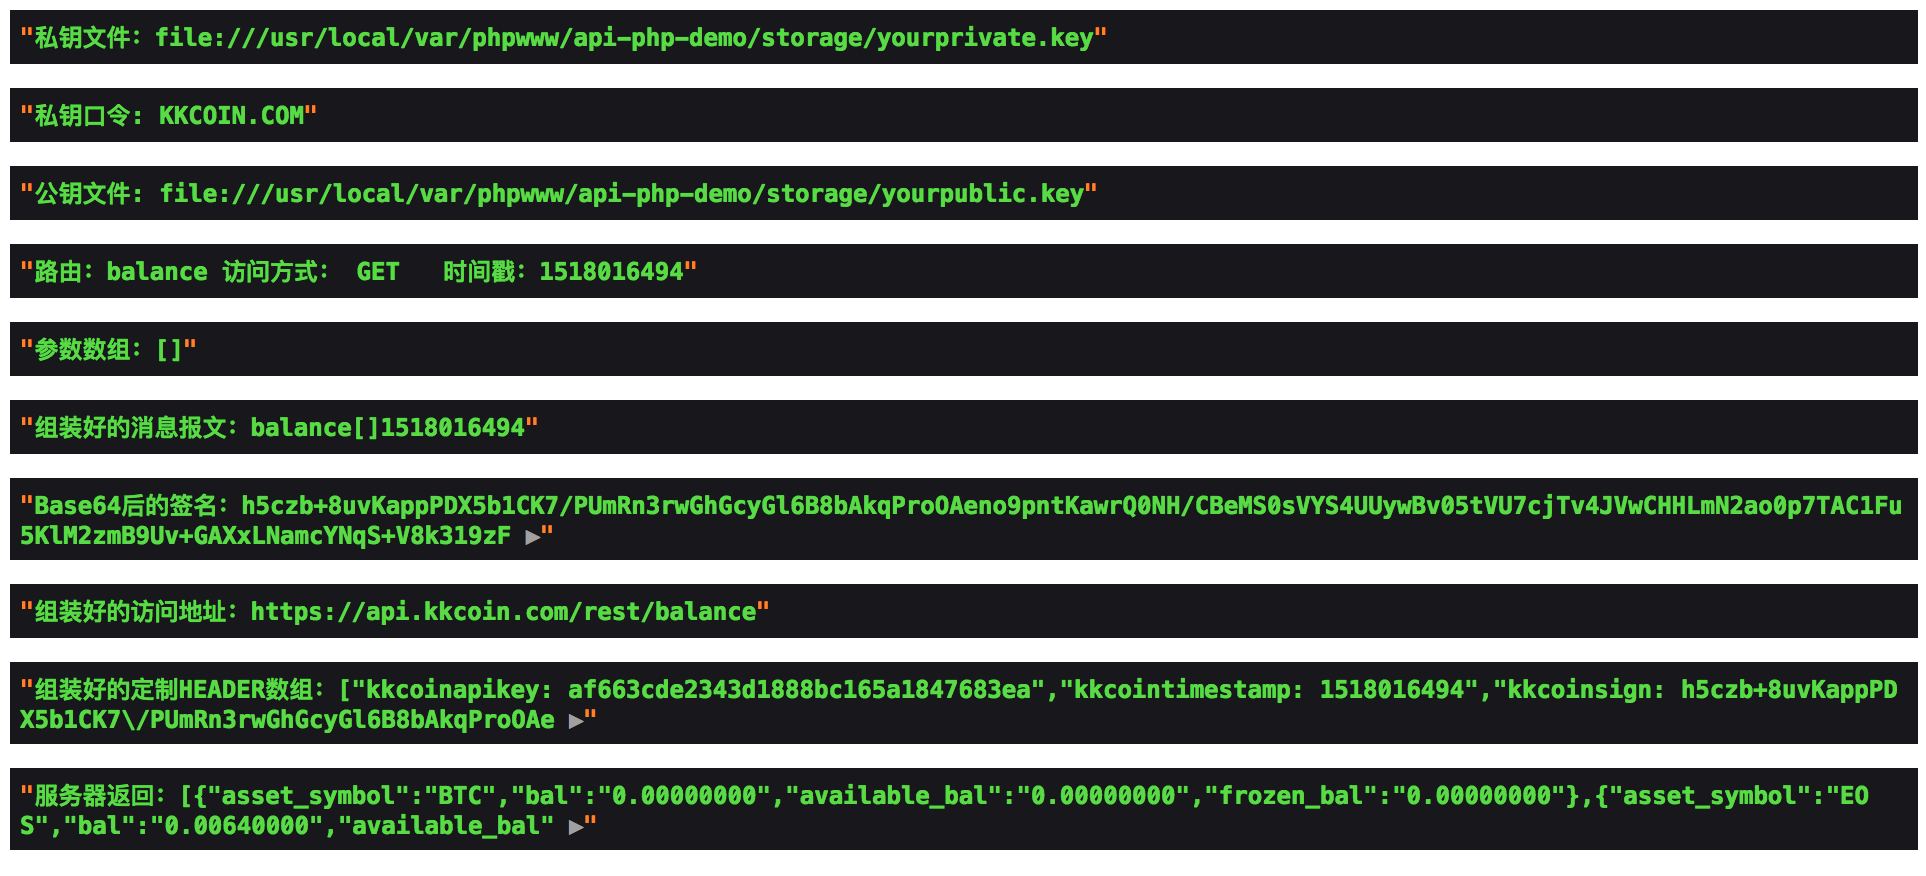 "私钥文件：file:///usr/local/var/phpwww/api-php-demo/storage/yourprivate.key"
"私钥口令: KKCOIN.COM"
"公钥文件: file:///usr/local/var/phpwww/api-php-demo/storage/yourpublic.key"
"路由：balance 访问方式： GET   时间戳：1518016494"
"参数数组：[]"
"组装好的消息报文：balance[]1518016494"
"Base64后的签名：h5czb+8uvKappPDX5b1CK7/PUmRn3rwGhGcyGl6B8bAkqProOAeno9pntKawrQ0NH/CBeMS0sVYS4UUywBv05tVU7cjTv4JVwCHHLmN2ao0p7TAC1Fu
5KlM2zmB9Uv+GAXxLNamcYNqS+V8k319zF ▶"
"组装好的访问地址：https://api.kkcoin.com/rest/balance"
"组装好的定制HEADER数组：["kkcoinapikey: af663cde2343d1888bc165a1847683ea","kkcointimestamp: 1518016494","kkcoinsign: h5czb+8uvKappPD
X5b1CK7\/PUmRn3rwGhGcyGl6B8bAkqProOAe ▶"
"服务器返回：[{"asset_symbol":"BTC","bal":"0.00000000","available_bal":"0.00000000","frozen_bal":"0.00000000"},{"asset_symbol":"EO
S","bal":"0.00640000","available_bal" ▶"